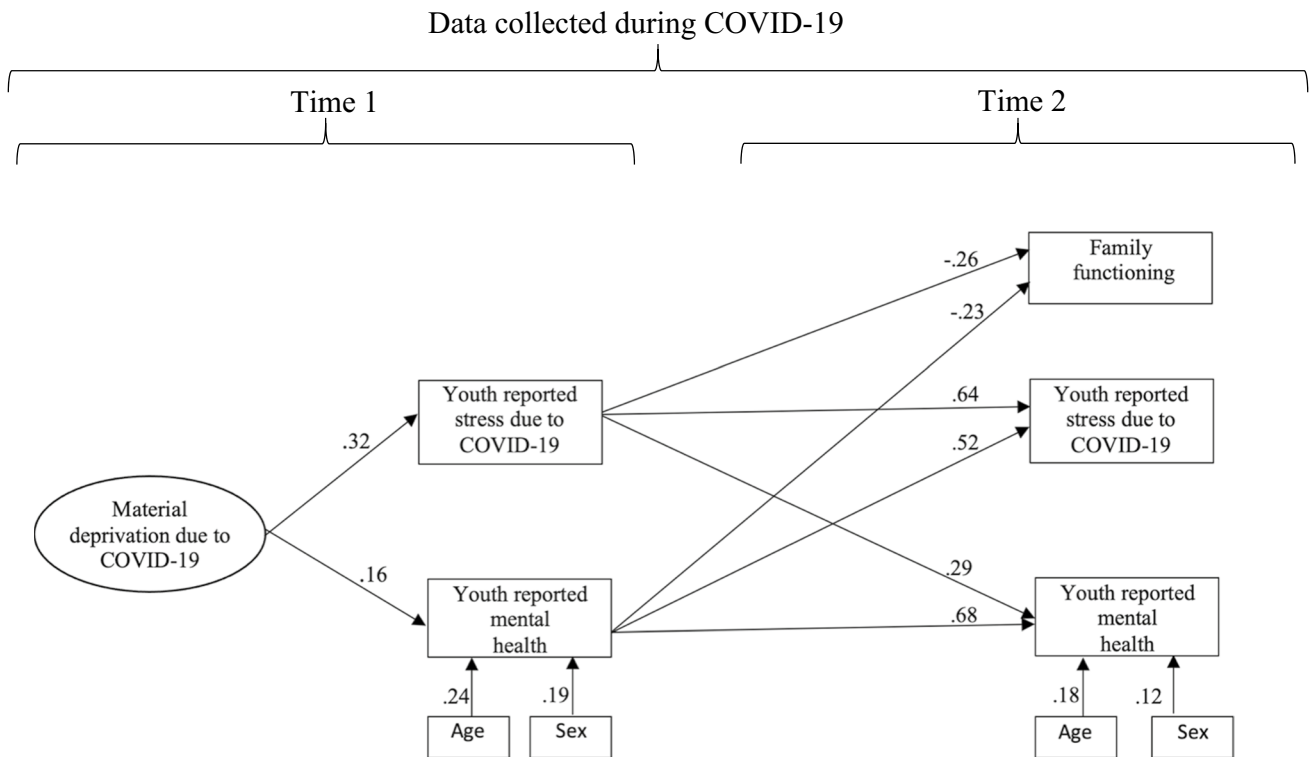 Data collected during COVID-19
Time 1
Time 2
Family
functioning
-.26
-.23
Youth reported
stress due to
COVID-19
.64
Youth reported
stress due to
COVID-19
.32
.52
Material
deprivation due to
COVID-19
.16
.29
Youth reported
mental
health
.68
Youth reported
mental
health
.24
.19
.18
.12
Age
Sex
Age
Sex